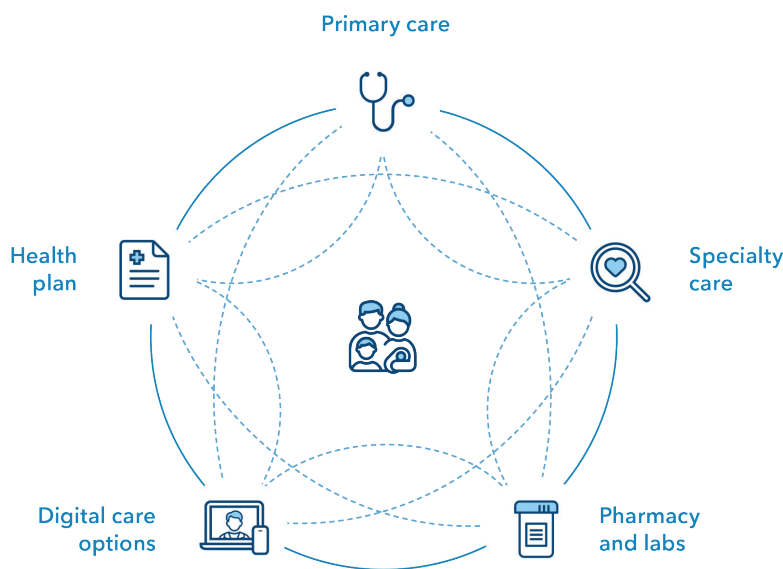 Primary care
Health
plan
Specialty
care
Digital care
options
Pharmacy
and labs